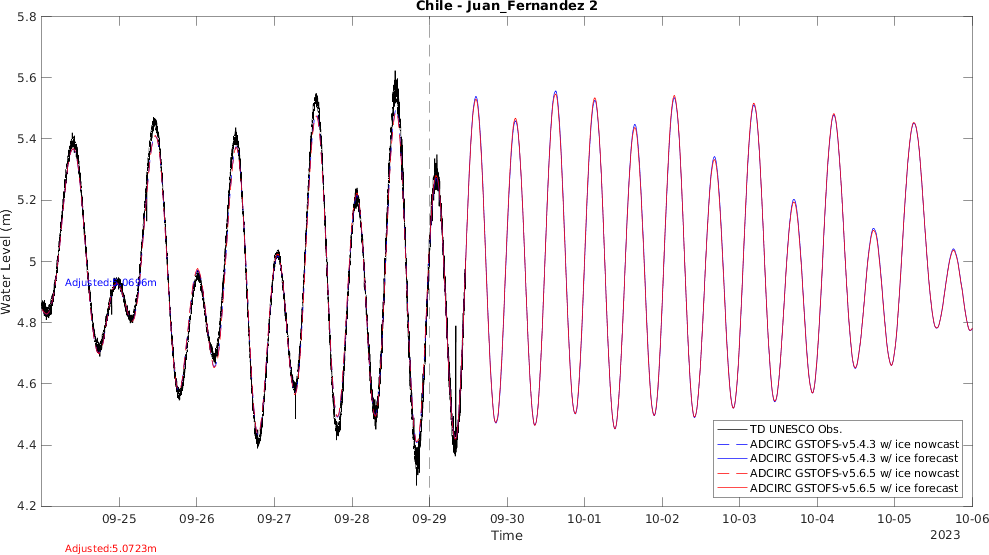 Chile - Juan_Fernandez 2
5.8
5.6
5.4
5.2
5
4.8
4.6
4.4
4.2
Water Level (m)
Adjusted:5.0696m
TD UNESCO Obs.
ADCIRC GSTOFS-v5.4.3 w/ ice nowcast
ADCIRC GSTOFS-v5.4.3 w/ ice forecast
ADCIRC GSTOFS-v5.6.5 w/ ice nowcast
ADCIRC GSTOFS-v5.6.5 w/ ice forecast
09-25 09-26 09-27 09-28 09-29 09-30 10-01 10-02 10-03 10-04 10-05 10-06
Time
2023
Adjusted:5.0723m